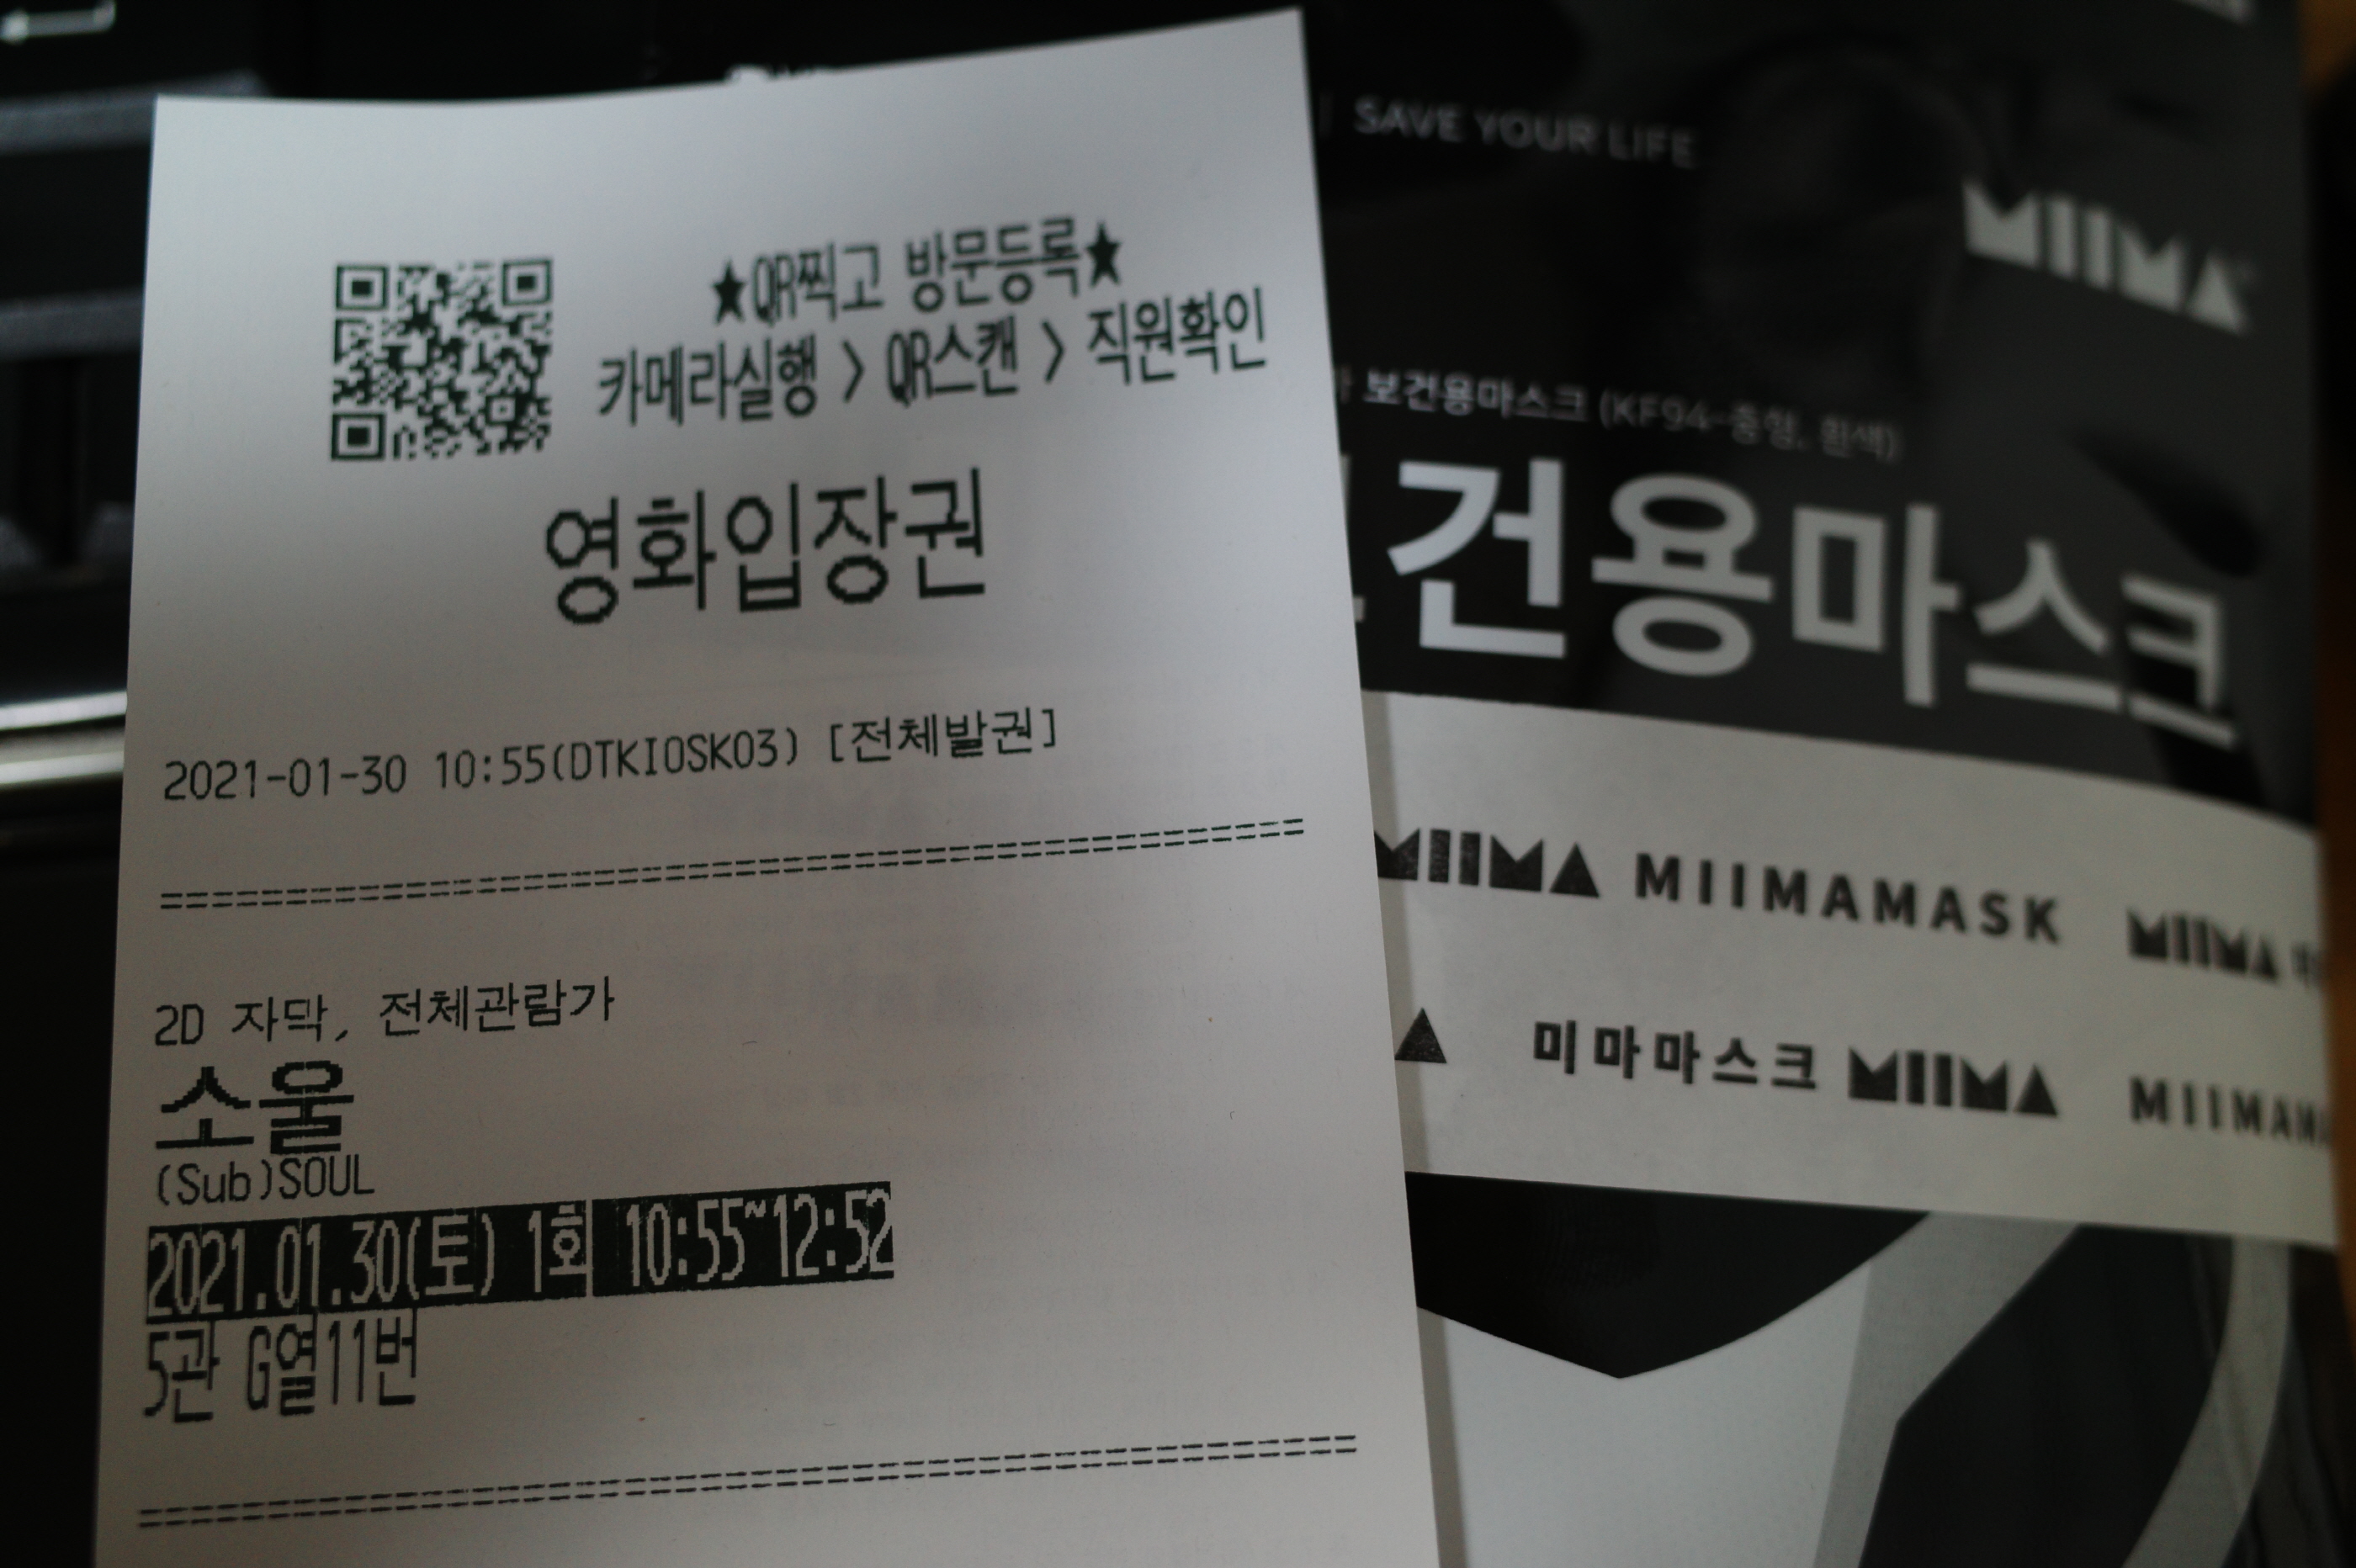 ★QR찍고 방문등록★
카메라실행 > QR스캔 > 직원확인
영화입장권
2021-01-30 10:55(DTKIOSK03) [전체발권]
============================================
2D 자막, 전체관람가
소울
(Sub)SOUL
2021.01.30(토) 1회 10:55~12:52
5관 G열11번
============================================
SAVE YOUR LIFE
MIIMA
보건용마스크 (KF94-중형, 흰색)
건용마스크
MIIMA MIIMAMASK MIIMA
미마마스크 MIIMA MIIMAM